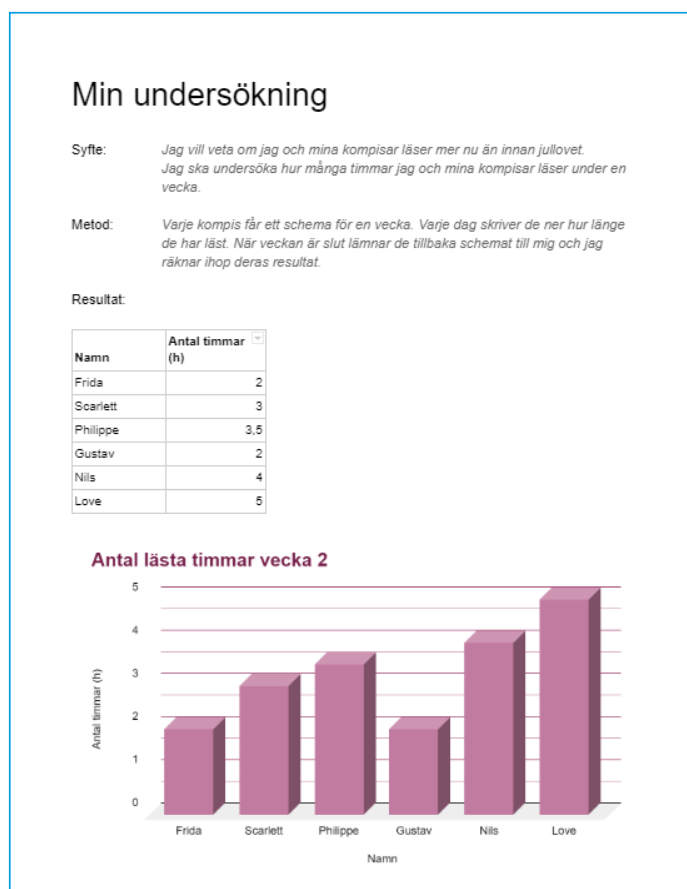 Min undersökning
Syfte: Jag vill veta om jag och mina kompisar läser mer nu än innan jullovet.
Jag ska undersöka hur många timmar jag och mina kompisar läser under en
vecka.
Metod: Varje kompis får ett schema för en vecka. Varje dag skriver de ner hur länge
de har läst. När veckan är slut lämnar de tillbaka schemat till mig och jag
räknar ihop deras resultat.
Resultat:
Namn Antal timmar
(h)
Frida 2
Scarlett 3
Philippe 3,5
Gustav 2
Nils 4
Love 5
Antal lästa timmar vecka 2
5
4
3
2
1
0
Antal timmar (h)
Frida Scarlett Philippe Gustav Nils Love
Namn